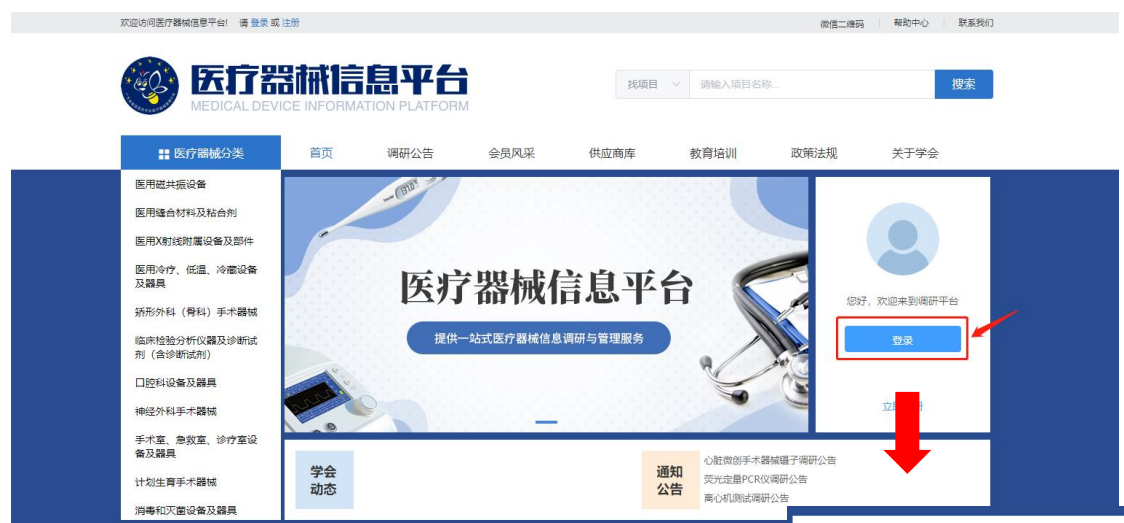 欢迎访问医疗器械信息平台! 请 登录 或 注册
微信二维码 帮助中心 联系我们
医疗器械信息平台
MEDICAL DEVICE INFORMATION PLATFORM
找项目 请输入项目名称... 搜索
医疗器械分类 首页 调研公告 会员风采 供应商库 教育培训 政策法规 关于学会
医用磁共振设备
医用缝合材料及粘合剂
医用X射线附属设备及部件
医用冷疗、低温、冷藏设备
及器具
矫形外科（骨科）手术器械
临床检验分析仪器及诊断试
剂（含诊断试剂）
口腔科设备及器具
神经外科手术器械
手术室、急救室、诊疗室设
备及器具
计划生育手术器械
消毒和灭菌设备及器具
医疗器械信息平台
提供一站式医疗器械信息调研与管理服务
您好，欢迎来到调研平台
登录
学会
动态
通知
公告
心脏微创手术器械镊子调研公告
荧光定量PCR仪调研公告
离心机测试调研公告